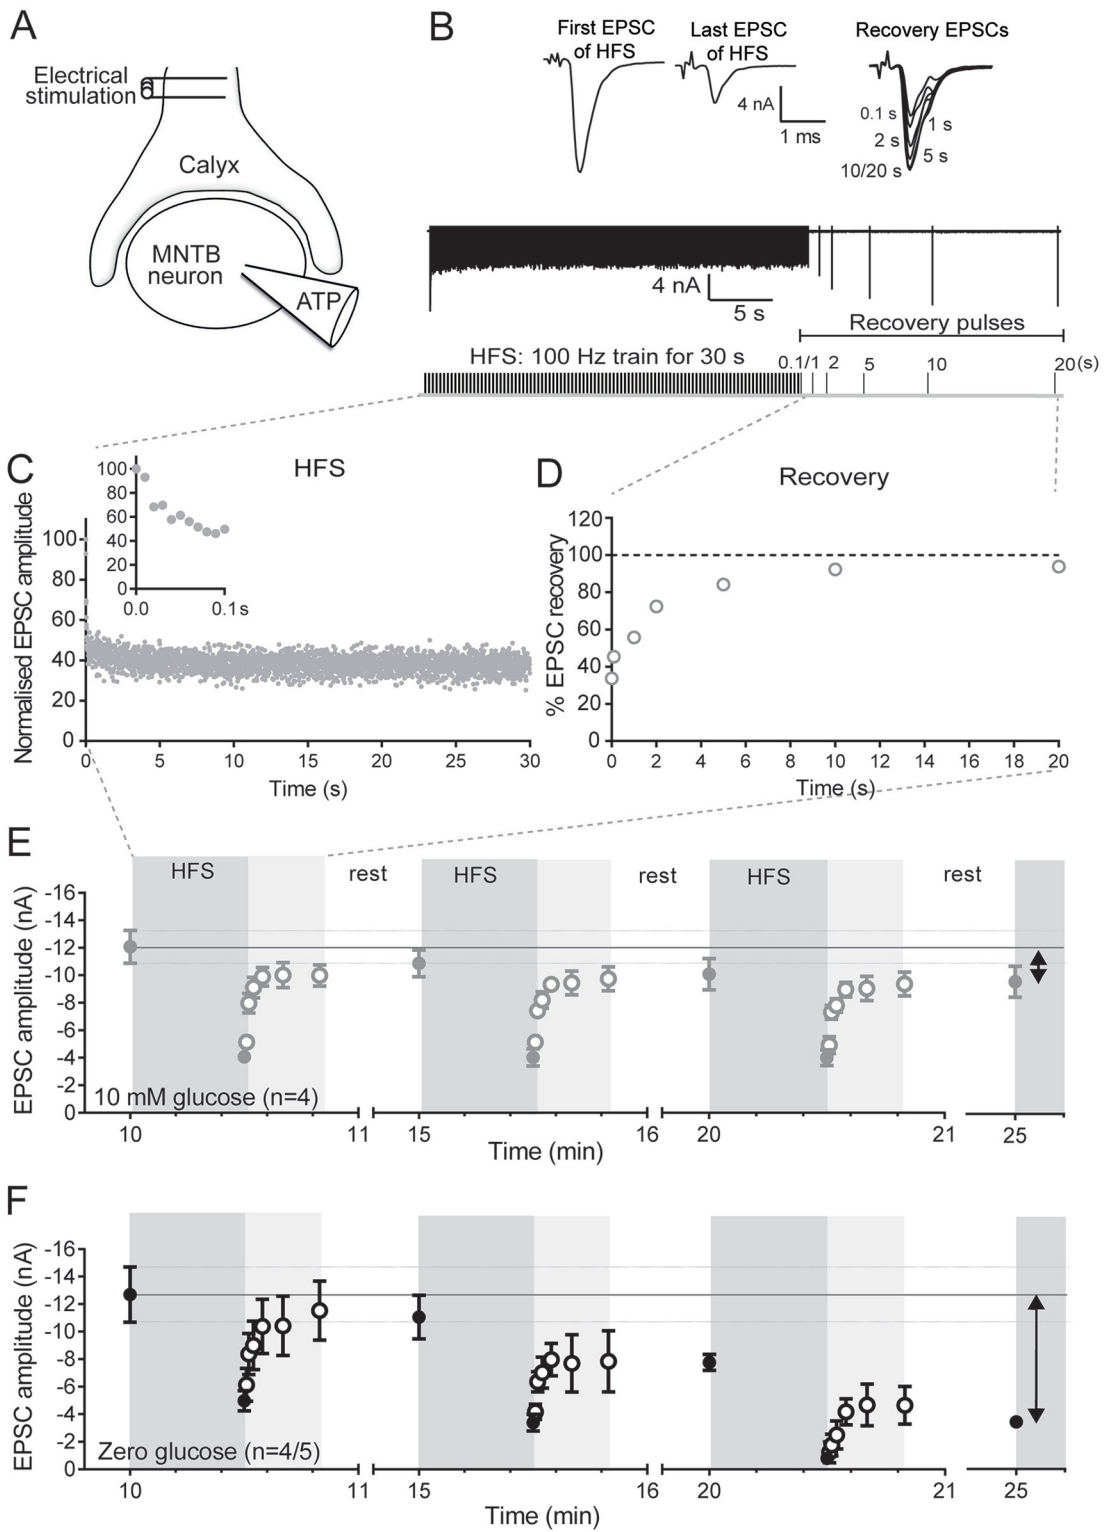 A
Electrical
stimulation
Calyx
MNTB
neuron
ATP
B
First EPSC
of HFS
Last EPSC
of HFS
Recovery EPSCs
4 nA
1 ms
0.1 s
1 s
2 s
5 s
10/20 s
4 nA
5 s
Recovery pulses
HFS: 100 Hz train for 30 s
0.1/1 2 5 10 20(s)
C
HFS
Normalised EPSC amplitude
100
80
60
40
20
0
0.0 0.1 s
100
80
60
40
20
0
0 5 10 15 20 25 30
Time (s)
D
Recovery
% EPSC recovery
120
100
80
60
40
20
0
0 2 4 6 8 10 12 14 16 18 20
Time (s)
E
HFS rest HFS rest HFS rest
EPSC amplitude (nA)
-16
-14
-12
-10
-8
-6
-4
-2
0
10 mM glucose (n=4)
10 11 15 16 20 21 25
Time (min)
F
EPSC amplitude (nA)
-16
-14
-12
-10
-8
-6
-4
-2
0
Zero glucose (n=4/5)
10 11 15 16 20 21 25
Time (min)